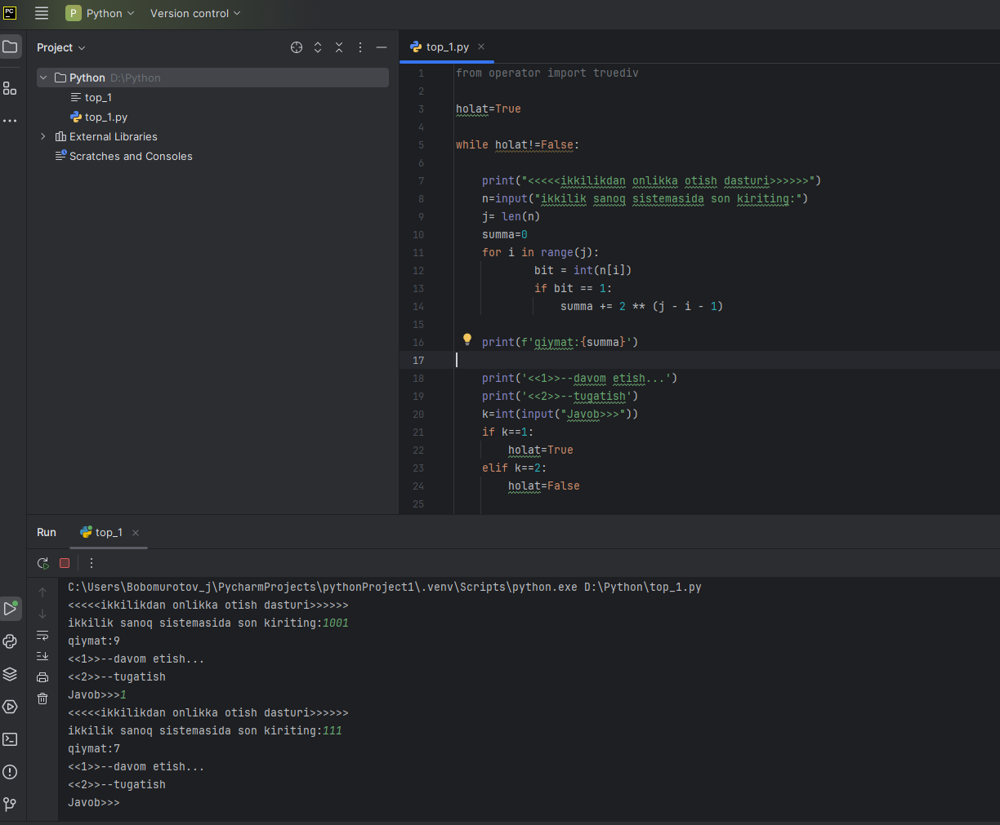 PC
P Python Version control
Project
top_1.py
Python D:\Python
top_1
top_1.py
External Libraries
Scratches and Consoles
1 from operator import truediv
2
3 holat=True
4
5 while holat!=False:
6
7 print("<<<<<ikkilikdan onlikka otish dasturi>>>>>>")
8 n=input("ikkilik sanoq sistemasida son kiriting:")
9 j= len(n)
10 summa=0
11 for i in range(j):
12 bit = int(n[i])
13 if bit == 1:
14 summa += 2 ** (j - i - 1)
15
16 print(f'qiymat:{summa}')
17
18 print('<<1>>--davom etish...')
19 print('<<2>>--tugatish')
20 k=int(input("Javob>>>"))
21 if k==1:
22 holat=True
23 elif k==2:
24 holat=False
25
Run top_1
C:\Users\Bobomurotov_j\PycharmProjects\pythonProject1\.venv\Scripts\python.exe D:\Python\top_1.py
<<<<<ikkilikdan onlikka otish dasturi>>>>>>
ikkilik sanoq sistemasida son kiriting:1001
qiymat:9
<<1>>--davom etish...
<<2>>--tugatish
Javob>>>1
<<<<<ikkilikdan onlikka otish dasturi>>>>>>
ikkilik sanoq sistemasida son kiriting:111
qiymat:7
<<1>>--davom etish...
<<2>>--tugatish
Javob>>>